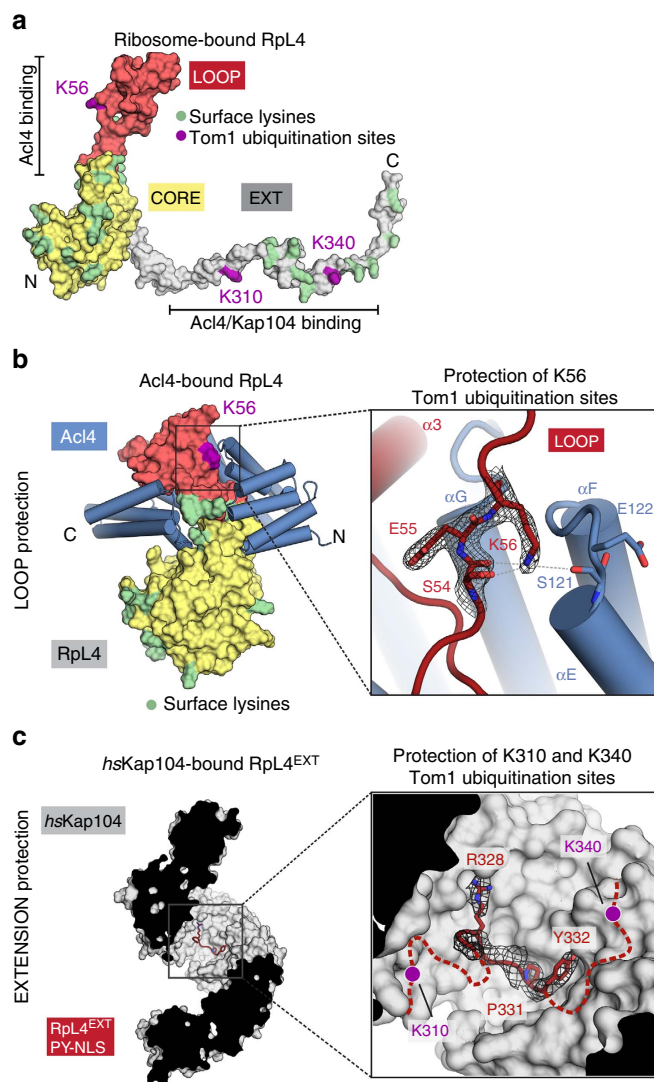 a
Ribosome-bound RpL4
K56
LOOP
Acl4 binding
Surface lysines
Tom1 ubiquitination sites
C
CORE
EXT
K340
N
K310
Acl4/Kap104 binding
b
Acl4-bound RpL4
Protection of K56
Tom1 ubiquitination sites
K56
Acl4
LOOP protection
C
N
RpL4
Surface lysines
α3
LOOP
αG
αF
E122
E55
K56
S121
S54
αE
c
hsKap104-bound RpL4EXT
Protection of K310 and K340
Tom1 ubiquitination sites
EXTENSION protection
hsKap104
RpL4EXT
PY-NLS
R328
K340
Y332
P331
K310